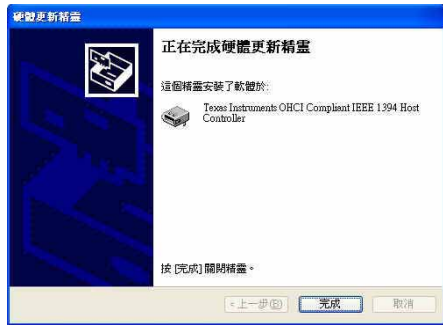 硬體更新精靈
正在完成硬體更新精靈
這個精靈安裝了軟體於:
Texas Instruments OHCI Compliant IEEE 1394 Host
Controller
按 [完成] 關閉精靈。
< 上一步(B)
完成
取消